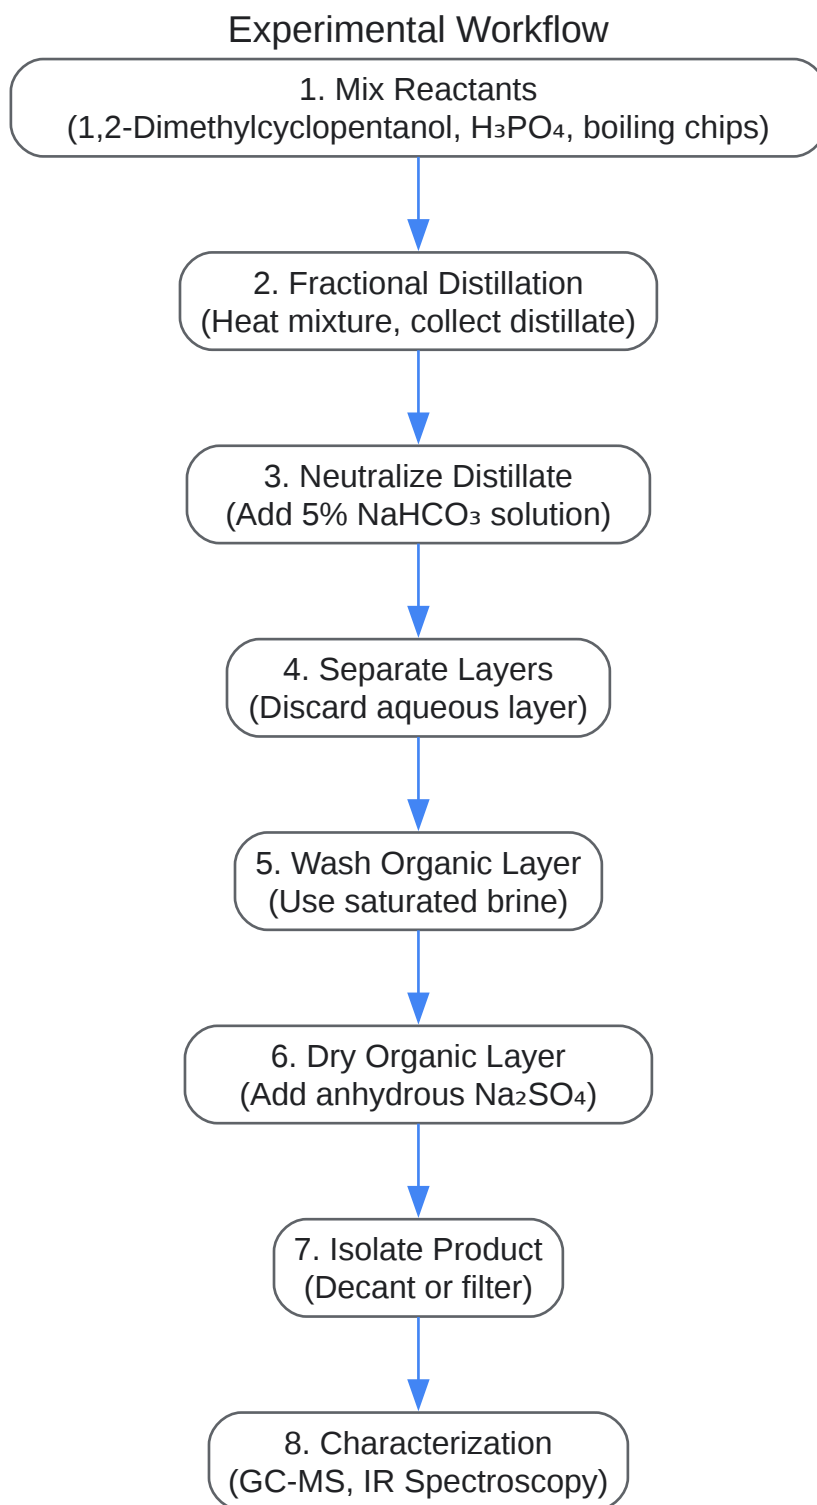 Experimental Workflow
1. Mix Reactants
(1,2-Dimethylcyclopentanol, H₃PO₄, boiling chips)
2. Fractional Distillation
(Heat mixture, collect distillate)
3. Neutralize Distillate
(Add 5% NaHCO₃ solution)
4. Separate Layers
(Discard aqueous layer)
5. Wash Organic Layer
(Use saturated brine)
6. Dry Organic Layer
(Add anhydrous Na₂SO₄)
7. Isolate Product
(Decant or filter)
8. Characterization
(GC-MS, IR Spectroscopy)